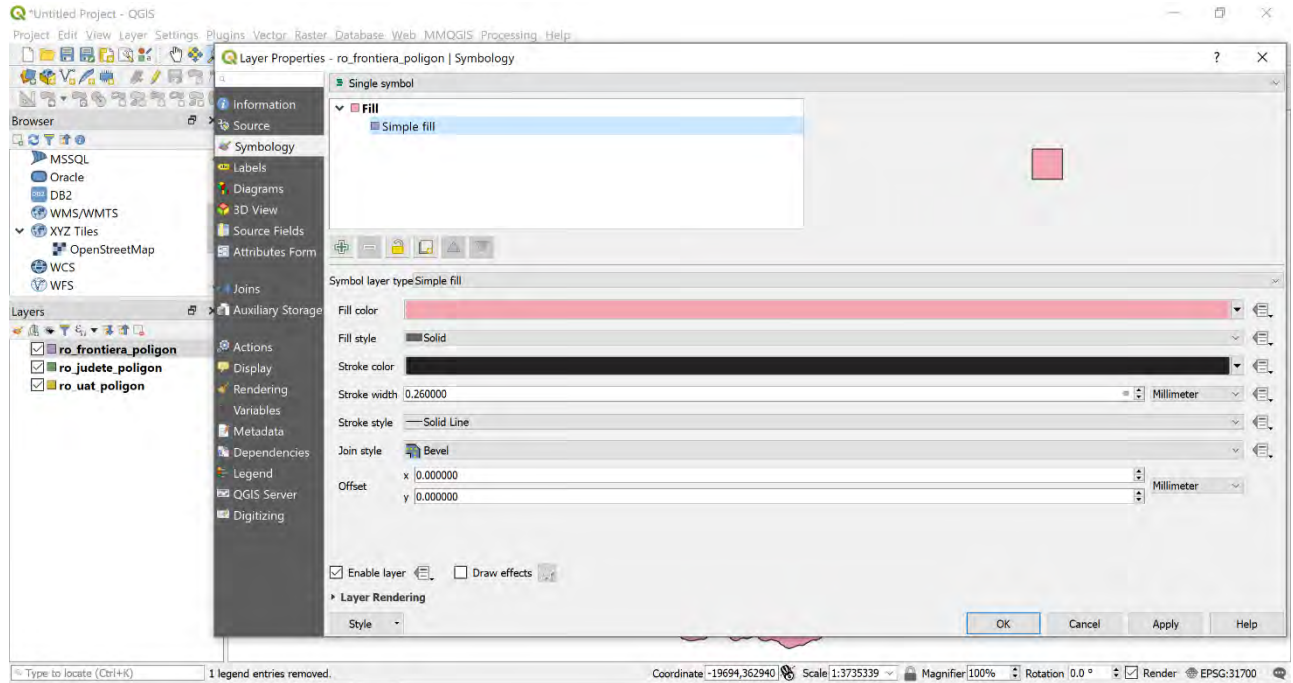 *Untitled Project - QGIS
Project Edit View Layer Settings Plugins Vector Raster Database Web MMQGIS Processing Help
Layer Properties - ro_frontiera_poligon | Symbology
? X
Browser
MSSQL
Oracle
DB2
WMS/WMTS
XYZ Tiles
OpenStreetMap
WCS
WFS
Layers
ro_frontiera_poligon
ro_judete_poligon
ro_uat_poligon
Information
Source
Symbology
Labels
Diagrams
3D View
Source Fields
Attributes Form
Joins
Auxiliary Storage
Actions
Display
Rendering
Variables
Metadata
Dependencies
Legend
QGIS Server
Digitizing
Single symbol
Fill
Simple fill
Symbol layer type Simple fill
Fill color
Fill style Solid
Stroke color
Stroke width 0.260000 Millimeter
Stroke style Solid Line
Join style Bevel
Offset x 0.000000 Millimeter
y 0.000000
Enable layer Draw effects
Layer Rendering
Style OK Cancel Apply Help
Type to locate (Ctrl+K) 1 legend entries removed. Coordinate -19694,362940 Scale 1:3735339 Magnifier 100% Rotation 0.0 ° Render EPSG:31700